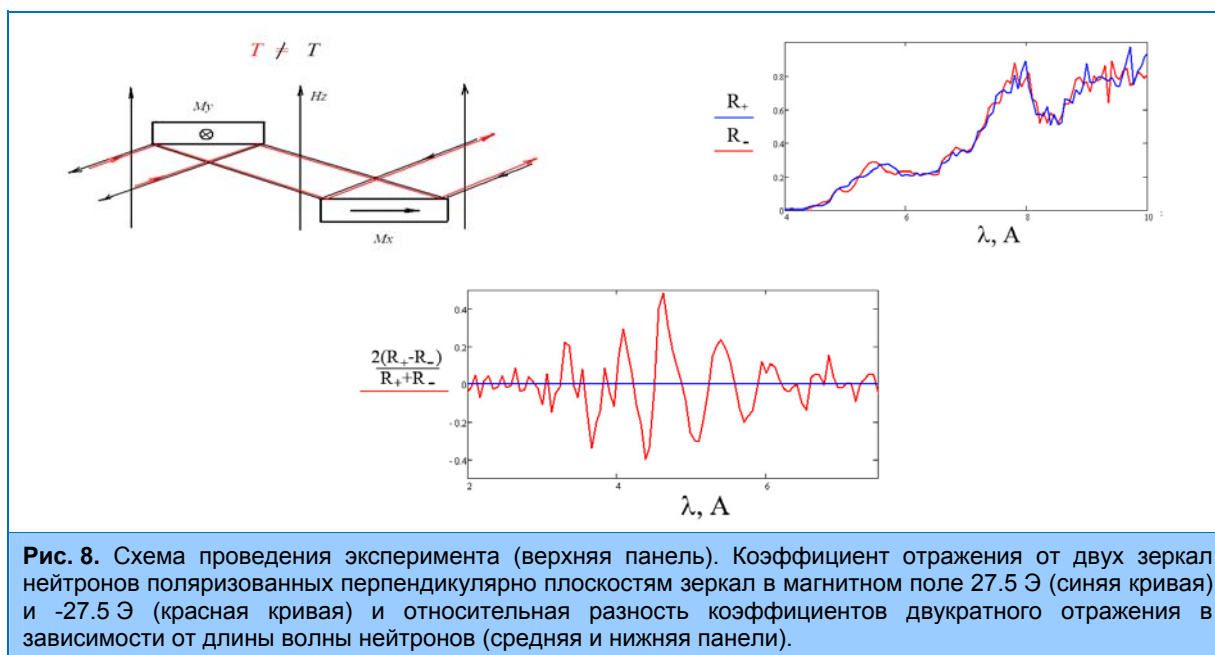 T ≠ T
My
Hz
Mx
R₊
R₋
0.8
0.6
0.4
0.2
0
4
6
8
10
λ, A
2(R₊-R₋)
R₊+R₋
0.4
0.2
0
- 0.2
- 0.4
2
4
6
λ, A
Рис. 8. Схема проведения эксперимента (верхняя панель). Коэффициент отражения от двух зеркал
нейтронов поляризованных перпендикулярно плоскостям зеркал в магнитном поле 27.5 Э (синяя кривая)
и -27.5 Э (красная кривая) и относительная разность коэффициентов двукратного отражения в
зависимости от длины волны нейтронов (средняя и нижняя панели).